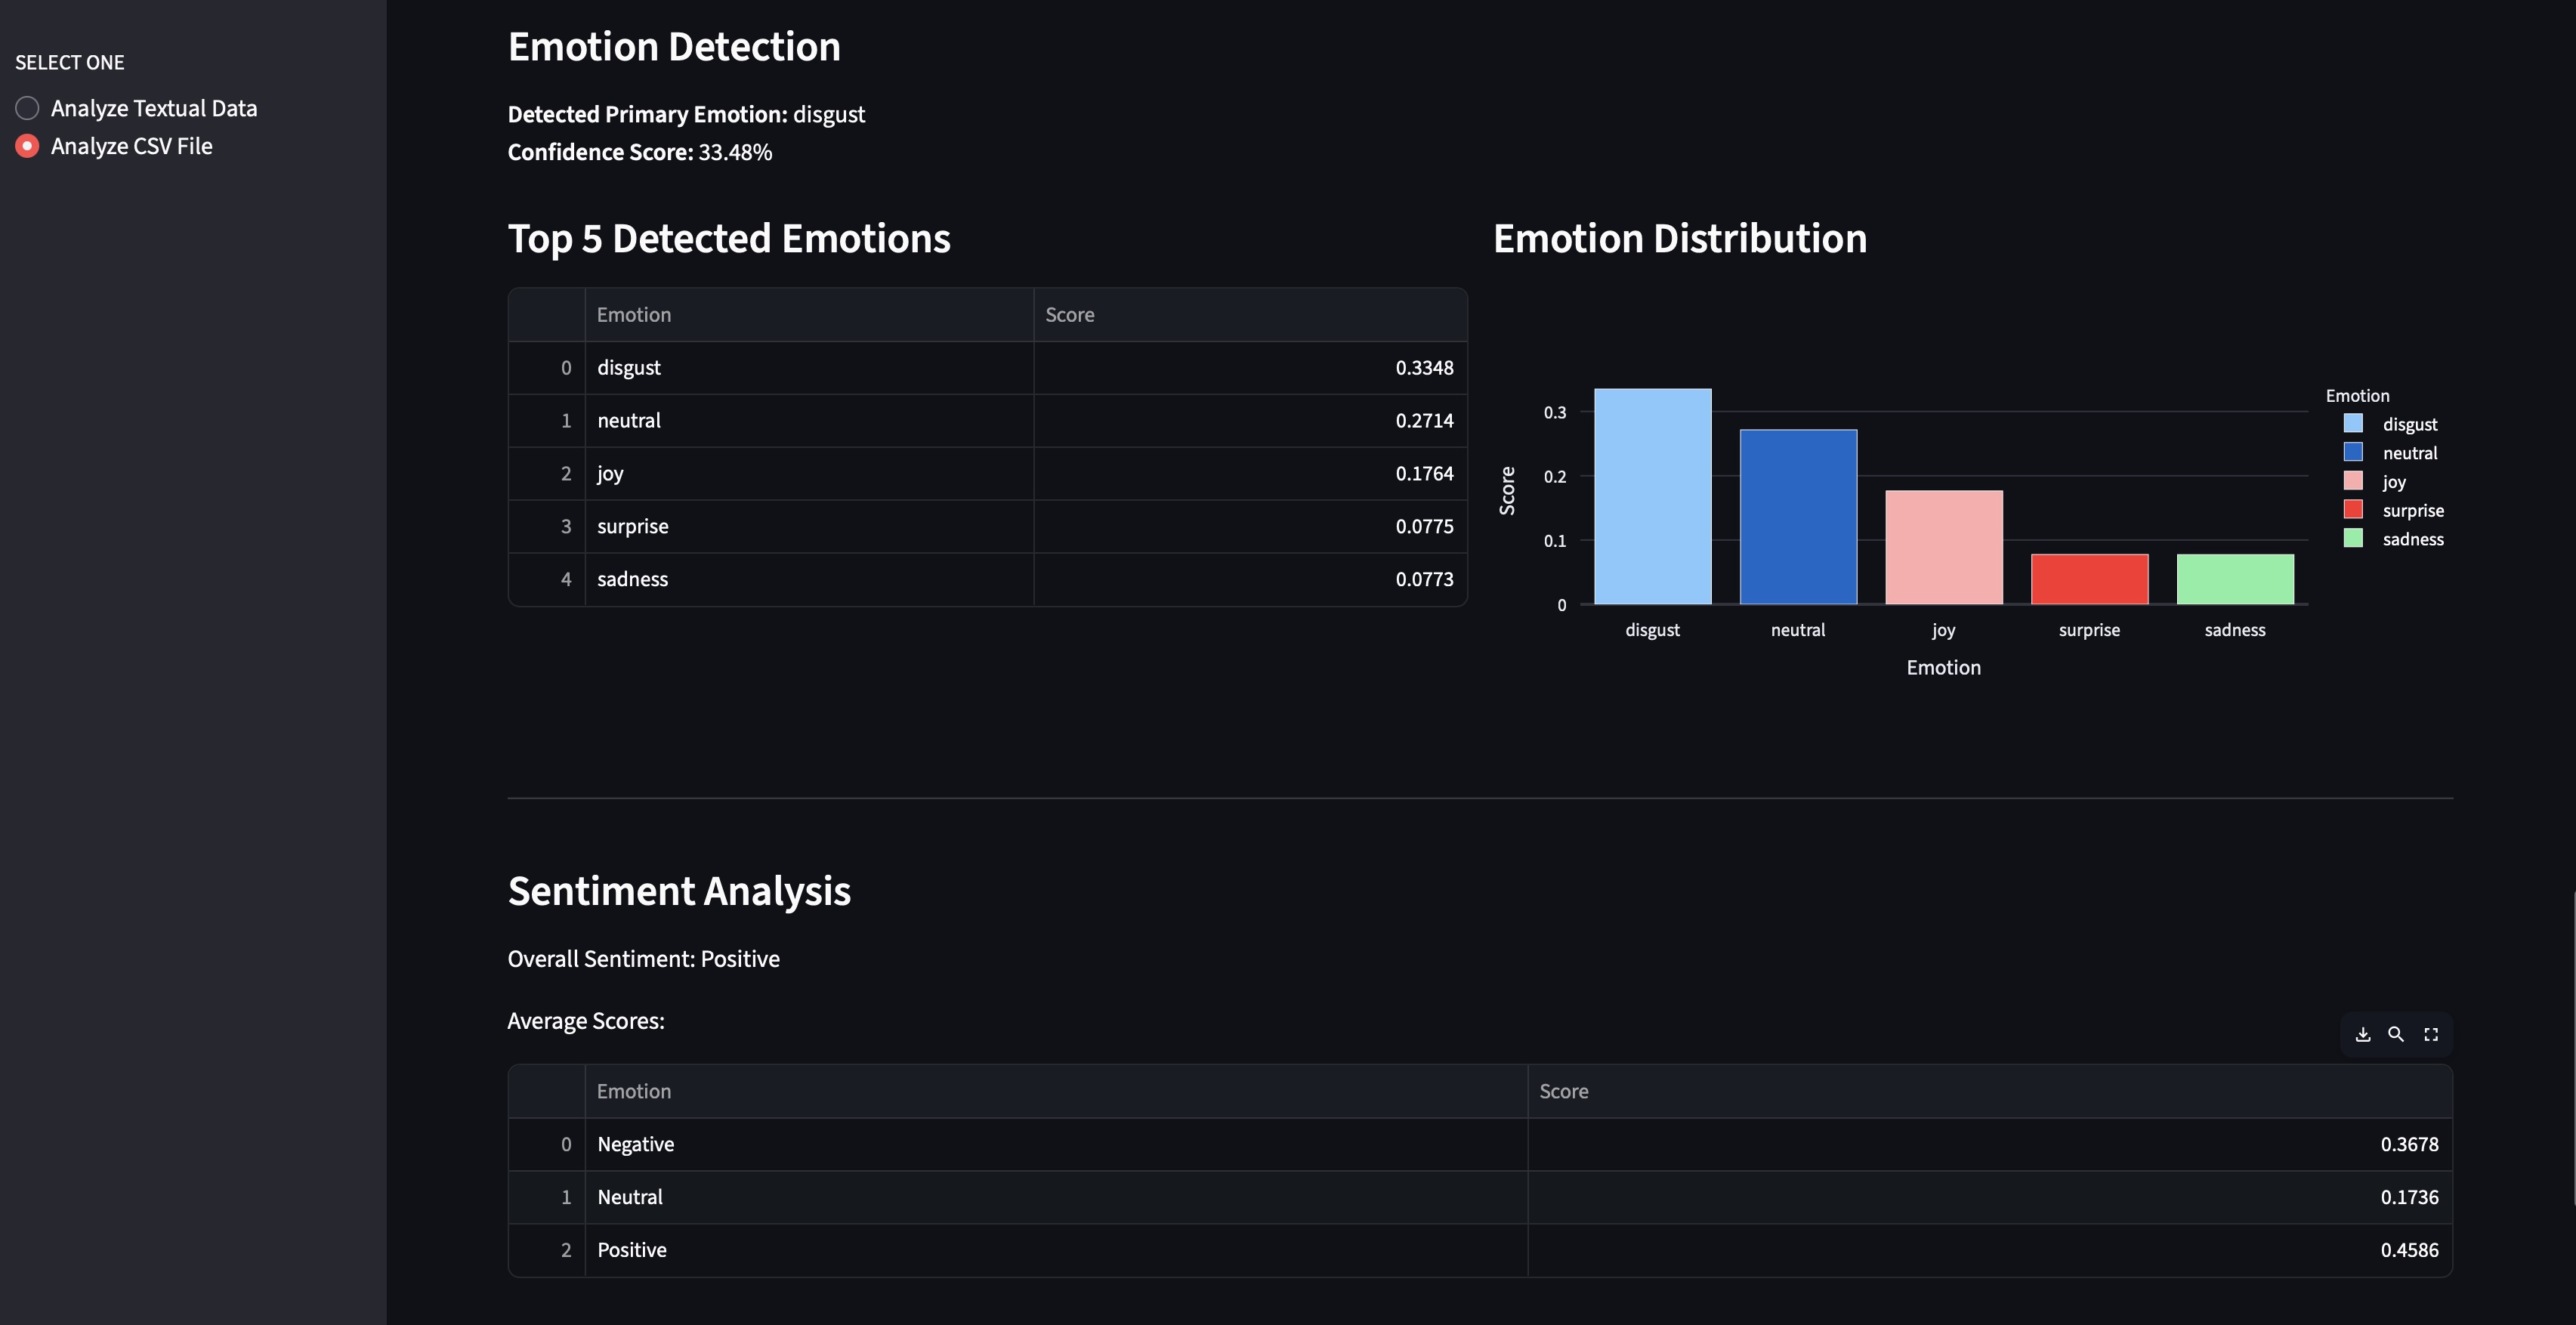 SELECT ONE
Analyze Textual Data
Analyze CSV File
Emotion Detection
Detected Primary Emotion: disgust
Confidence Score: 33.48%
Top 5 Detected Emotions
Emotion Score
0 disgust 0.3348
1 neutral 0.2714
2 joy 0.1764
3 surprise 0.0775
4 sadness 0.0773
Emotion Distribution
Score
0.3
0.2
0.1
0
disgust neutral joy surprise sadness
Emotion
Emotion
disgust
neutral
joy
surprise
sadness
Sentiment Analysis
Overall Sentiment: Positive
Average Scores:
Emotion Score
0 Negative 0.3678
1 Neutral 0.1736
2 Positive 0.4586